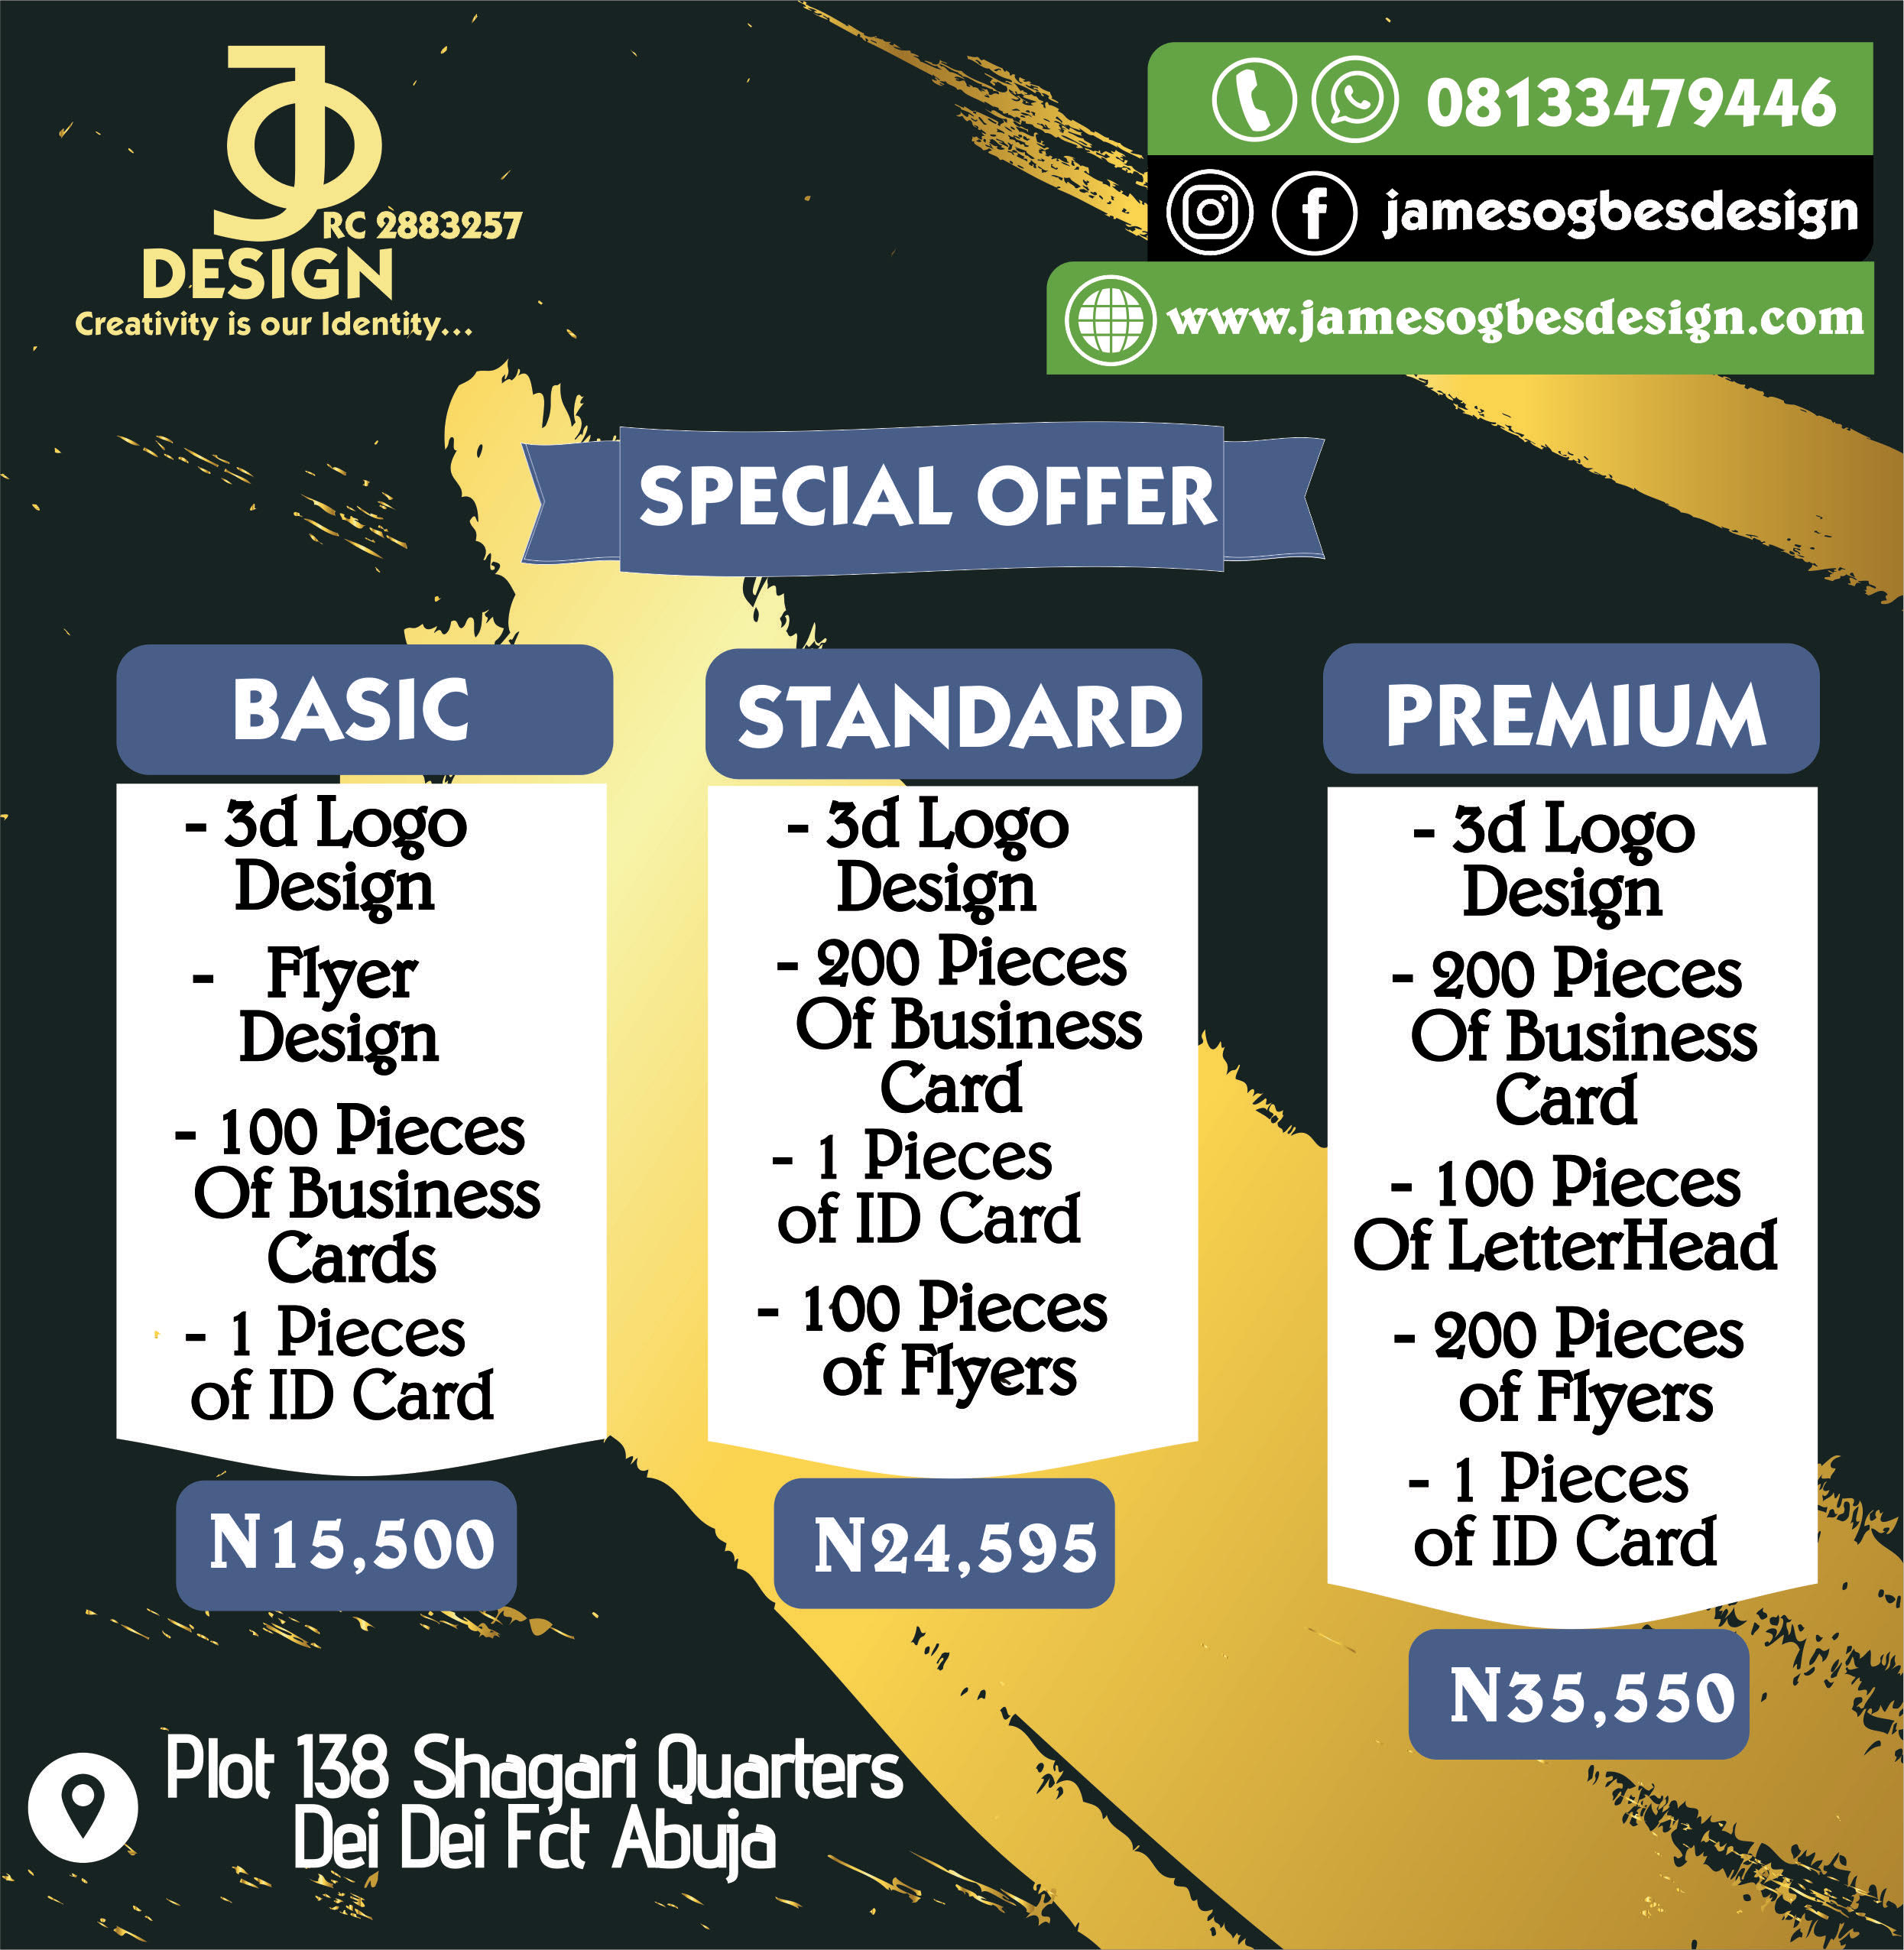 JO
RC 2883257
DESIGN
Creativity is our Identity...
08133479446
jamesogbesdesign
www.jamesogbesdesign.com
SPECIAL OFFER
BASIC
- 3d Logo
Design
- Flyer
Design
- 100 Pieces
Of Business
Cards
- 1 Pieces
of ID Card
N15,500
STANDARD
- 3d Logo
Design
- 200 Pieces
Of Business
Card
- 1 Pieces
of ID Card
- 100 Pieces
of Flyers
N24,595
PREMIUM
- 3d Logo
Design
- 200 Pieces
Of Business
Card
- 100 Pieces
Of LetterHead
- 200 Pieces
of Flyers
- 1 Pieces
of ID Card
N35,550
Plot 138 Shagari Quarters
Dei Dei Fct Abuja